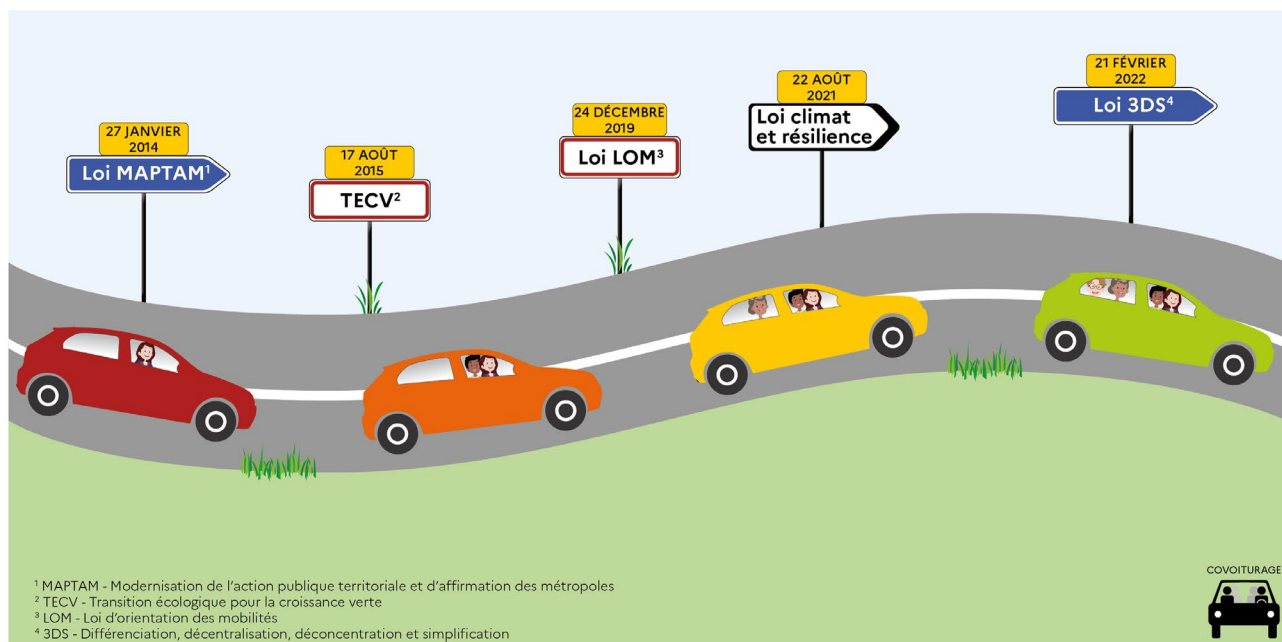 27 JANVIER
2014
Loi MAPTAM¹
17 AOÛT
2015
TECV²
24 DÉCEMBRE
2019
Loi LOM³
22 AOÛT
2021
Loi climat
et résilience
21 FÉVRIER
2022
Loi 3DS⁴
¹ MAPTAM - Modernisation de l'action publique territoriale et d'affirmation des métropoles
² TECV - Transition écologique pour la croissance verte
³ LOM - Loi d'orientation des mobilités
⁴ 3DS - Différenciation, décentralisation, déconcentration et simplification
COVOITURAGE